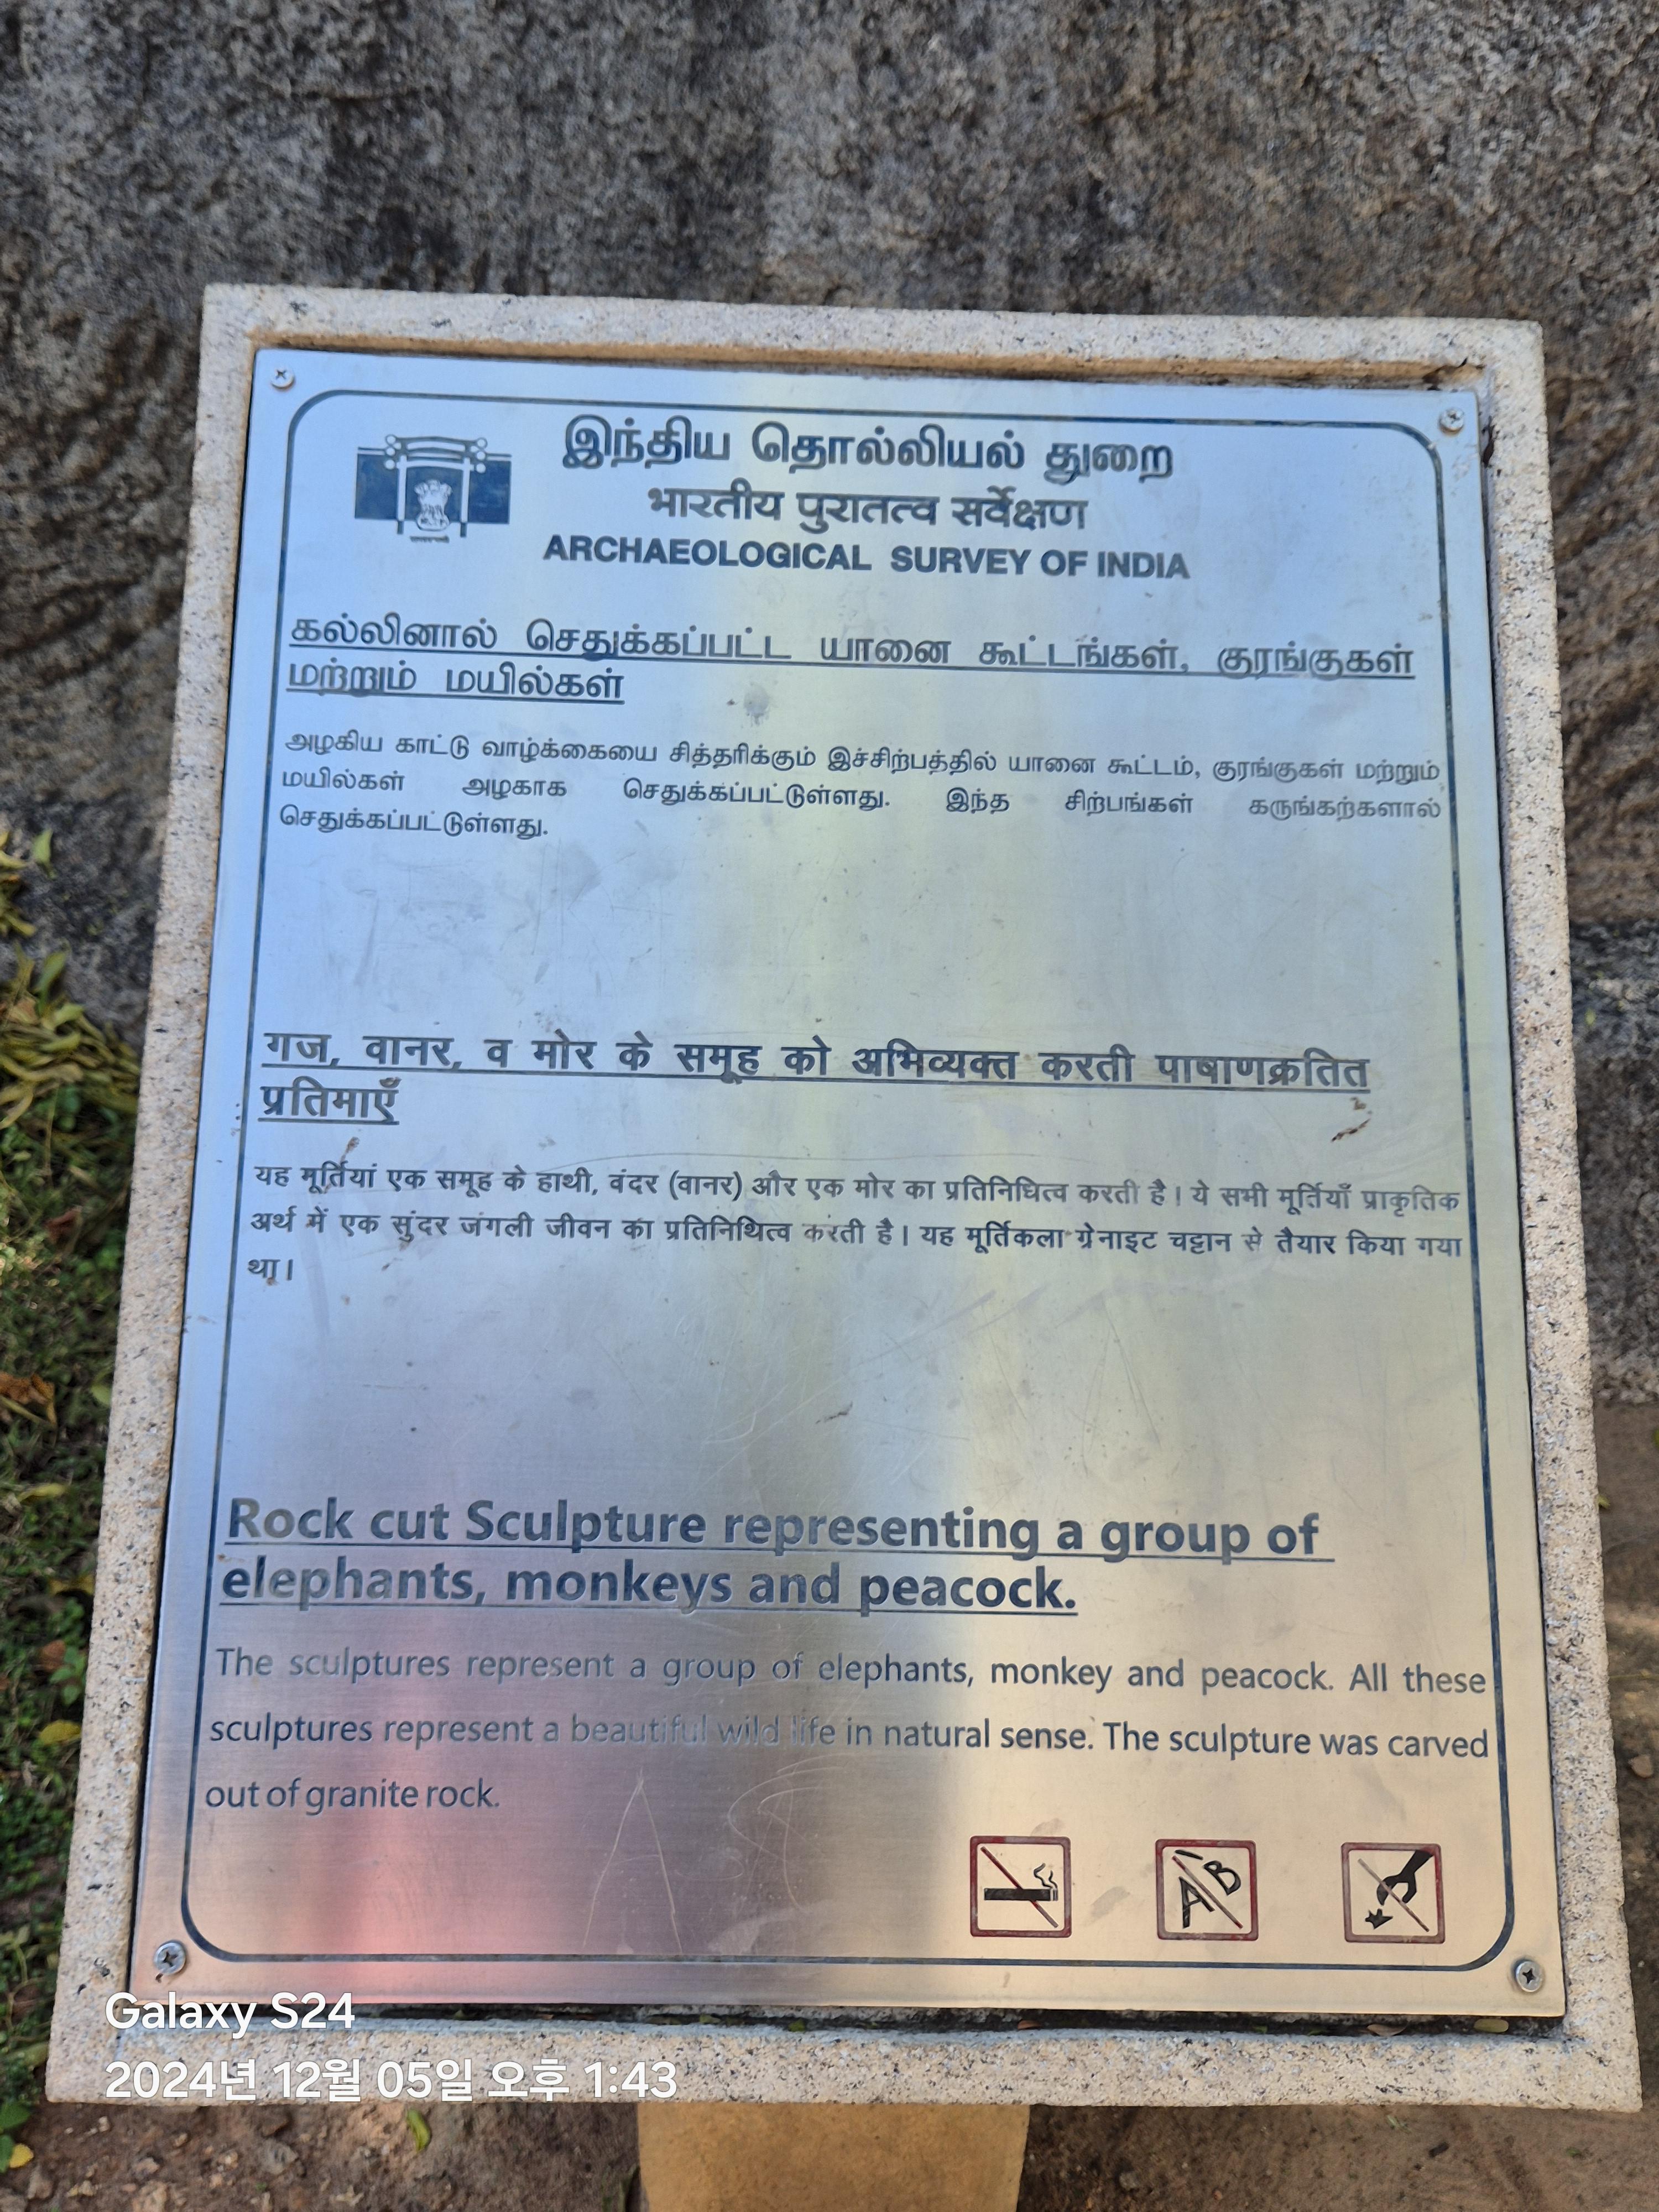 இந்திய தொல்லியல் துறை
भारतीय पुरातत्व सर्वेक्षण
ARCHAEOLOGICAL SURVEY OF INDIA
கல்லினால் செதுக்கப்பட்ட யானை கூட்டங்கள், குரங்குகள்
மற்றும் மயில்கள்
அழகிய காட்டு வாழ்க்கையை சித்தரிக்கும் இச்சிற்பத்தில் யானை கூட்டம், குரங்குகள் மற்றும்
மயில்கள் அழகாக செதுக்கப்பட்டுள்ளது. இந்த சிற்பங்கள் கருங்கற்களால்
செதுக்கப்பட்டுள்ளது.
गज, वानर, व मोर के समूह को अभिव्यक्त करती पाषाणक्रतित
प्रतिमाएँ
यह मूर्तियां एक समूह के हाथी, वंदर (वानर) और एक मोर का प्रतिनिधित्व करती है। ये सभी मूर्तियाँ प्राकृतिक
अर्थ में एक सुंदर जंगली जीवन का प्रतिनिथित्व करती है। यह मूर्तिकला ग्रेनाइट चट्टान से तैयार किया गया
था।
Rock cut Sculpture representing a group of
elephants, monkeys and peacock.
The sculptures represent a group of elephants, monkey and peacock. All these
sculptures represent a beautiful wild life in natural sense. The sculpture was carved
out of granite rock.
A B
Galaxy S24
2024년 12월 05일 오후 1:43